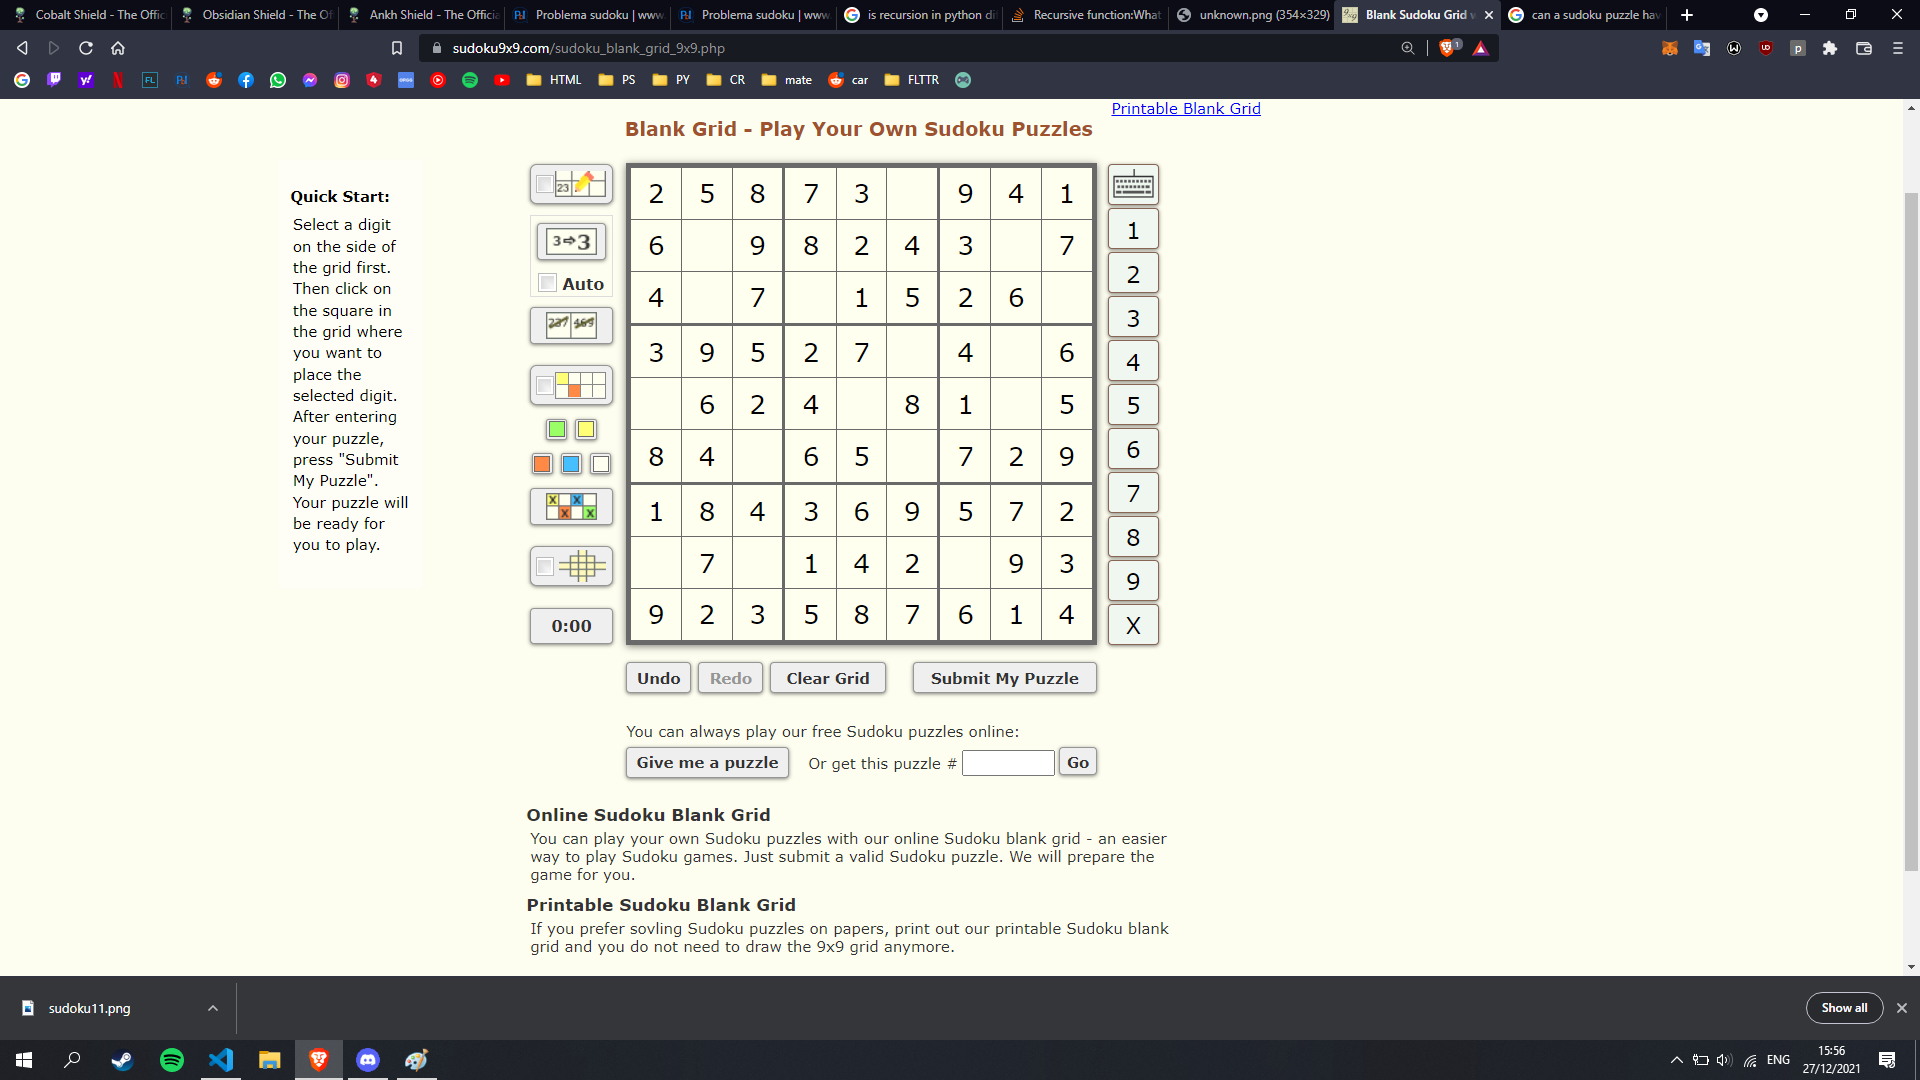 Cobalt Shield - The Offic
Obsidian Shield - The Of
Ankh Shield - The Officia
Problema sudoku | www.
Problema sudoku | www.
is recursion in python di
Recursive function:What
unknown.png (354×329)
Blank Sudoku Grid
can a sudoku puzzle hav
sudoku9x9.com/sudoku_blank_grid_9x9.php
HTML
PS
PY
CR
mate
car
FLTTR
Printable Blank Grid
Blank Grid - Play Your Own Sudoku Puzzles
Quick Start:
Select a digit
on the side of
the grid first.
Then click on
the square in
the grid where
you want to
place the
selected digit.
After entering
your puzzle,
press "Submit
My Puzzle".
Your puzzle will
be ready for
you to play.
23
3⇨3
Auto
237 469
X X
X X
0:00
2 5 8 7 3 9 4 1
6 9 8 2 4 3 7
4 7 1 5 2 6
3 9 5 2 7 4 6
6 2 4 8 1 5
8 4 6 5 7 2 9
1 8 4 3 6 9 5 7 2
7 1 4 2 9 3
9 2 3 5 8 7 6 1 4
1
2
3
4
5
6
7
8
9
X
Undo
Redo
Clear Grid
Submit My Puzzle
You can always play our free Sudoku puzzles online:
Give me a puzzle
Or get this puzzle #
Go
Online Sudoku Blank Grid
You can play your own Sudoku puzzles with our online Sudoku blank grid - an easier
way to play Sudoku games. Just submit a valid Sudoku puzzle. We will prepare the
game for you.
Printable Sudoku Blank Grid
If you prefer sovling Sudoku puzzles on papers, print out our printable Sudoku blank
grid and you do not need to draw the 9x9 grid anymore.
sudoku11.png
Show all
ENG
15:56
27/12/2021